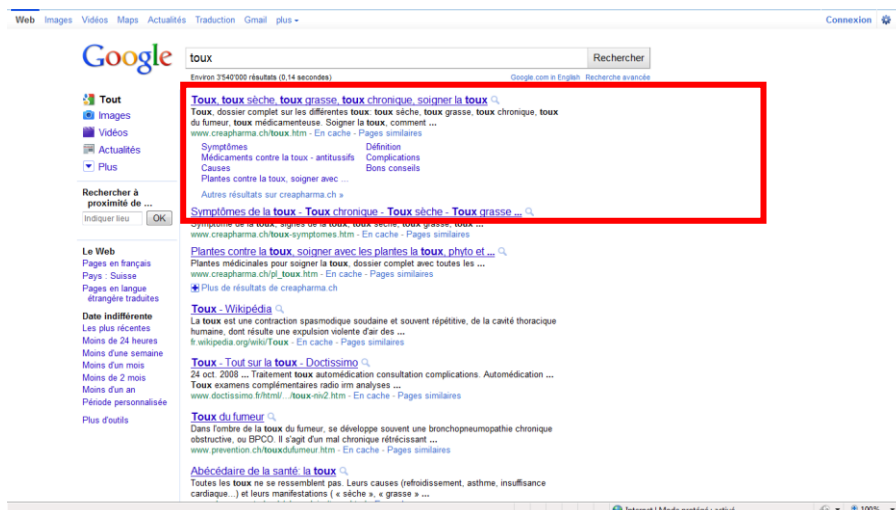 Web Images Vidéos Maps Actualités Traduction Gmail plus
Connexion
Google
toux
Rechercher
Environ 3'540'000 résultats (0,14 secondes)
Google.com in English Recherche avancée
Tout
Images
Vidéos
Actualités
Plus
Rechercher à
proximité de ...
Indiquer lieu OK
Le Web
Pages en français
Pays : Suisse
Pages en langue
étrangère traduites
Date indifférente
Les plus récentes
Moins de 24 heures
Moins d'une semaine
Moins d'un mois
Moins de 2 mois
Moins d'un an
Période personnalisée
Plus d'outils
Toux, toux sèche, toux grasse, toux chronique, soigner la toux
Toux, dossier complet sur les différentes toux: toux sèche, toux grasse, toux chronique, toux
du fumeur, toux médicamenteuse. Soigner la toux, comment ...
www.creapharma.ch/toux.htm - En cache - Pages similaires
Symptômes Définition
Médicaments contre la toux - antitussifs Complications
Causes Bons conseils
Plantes contre la toux, soigner avec ...
Autres résultats sur creapharma.ch »
Symptômes de la toux - Toux chronique - Toux sèche - Toux grasse ...
Symptôme de la toux, signes de la toux, toux sèche, toux grasse, toux ...
www.creapharma.ch/toux-symptomes.htm - En cache - Pages similaires
Plantes contre la toux, soigner avec les plantes la toux, phyto et ...
Plantes médicinales pour soigner la toux, dossier complet avec toutes les ...
www.creapharma.ch/pl_toux.htm - En cache - Pages similaires
Plus de résultats de creapharma.ch
Toux - Wikipédia
La toux est une contraction spasmodique soudaine et souvent répétitive, de la cavité thoracique
humaine, dont résulte une expulsion violente d'air des ...
fr.wikipedia.org/wiki/Toux - En cache - Pages similaires
Toux - Tout sur la toux - Doctissimo
24 oct. 2008 ... Traitement toux automédication consultation complications. Automédication ...
Toux examens complémentaires radio irm analyses ...
www.doctissimo.fr/html/.../toux-niv2.htm - En cache - Pages similaires
Toux du fumeur
Dans l'ombre de la toux du fumeur, se développe souvent une bronchopneumopathie chronique
obstructive, ou BPCO. Il s'agit d'un mal chronique rétrécissant ...
www.prevention.ch/touxdufumeur.htm - En cache - Pages similaires
Abécédaire de la santé: la toux
Toutes les toux ne se ressemblent pas. Leurs causes (refroidissement, asthme, insuffisance
cardiaque...) et leurs manifestations ( « sèche », « grasse » ...
100%